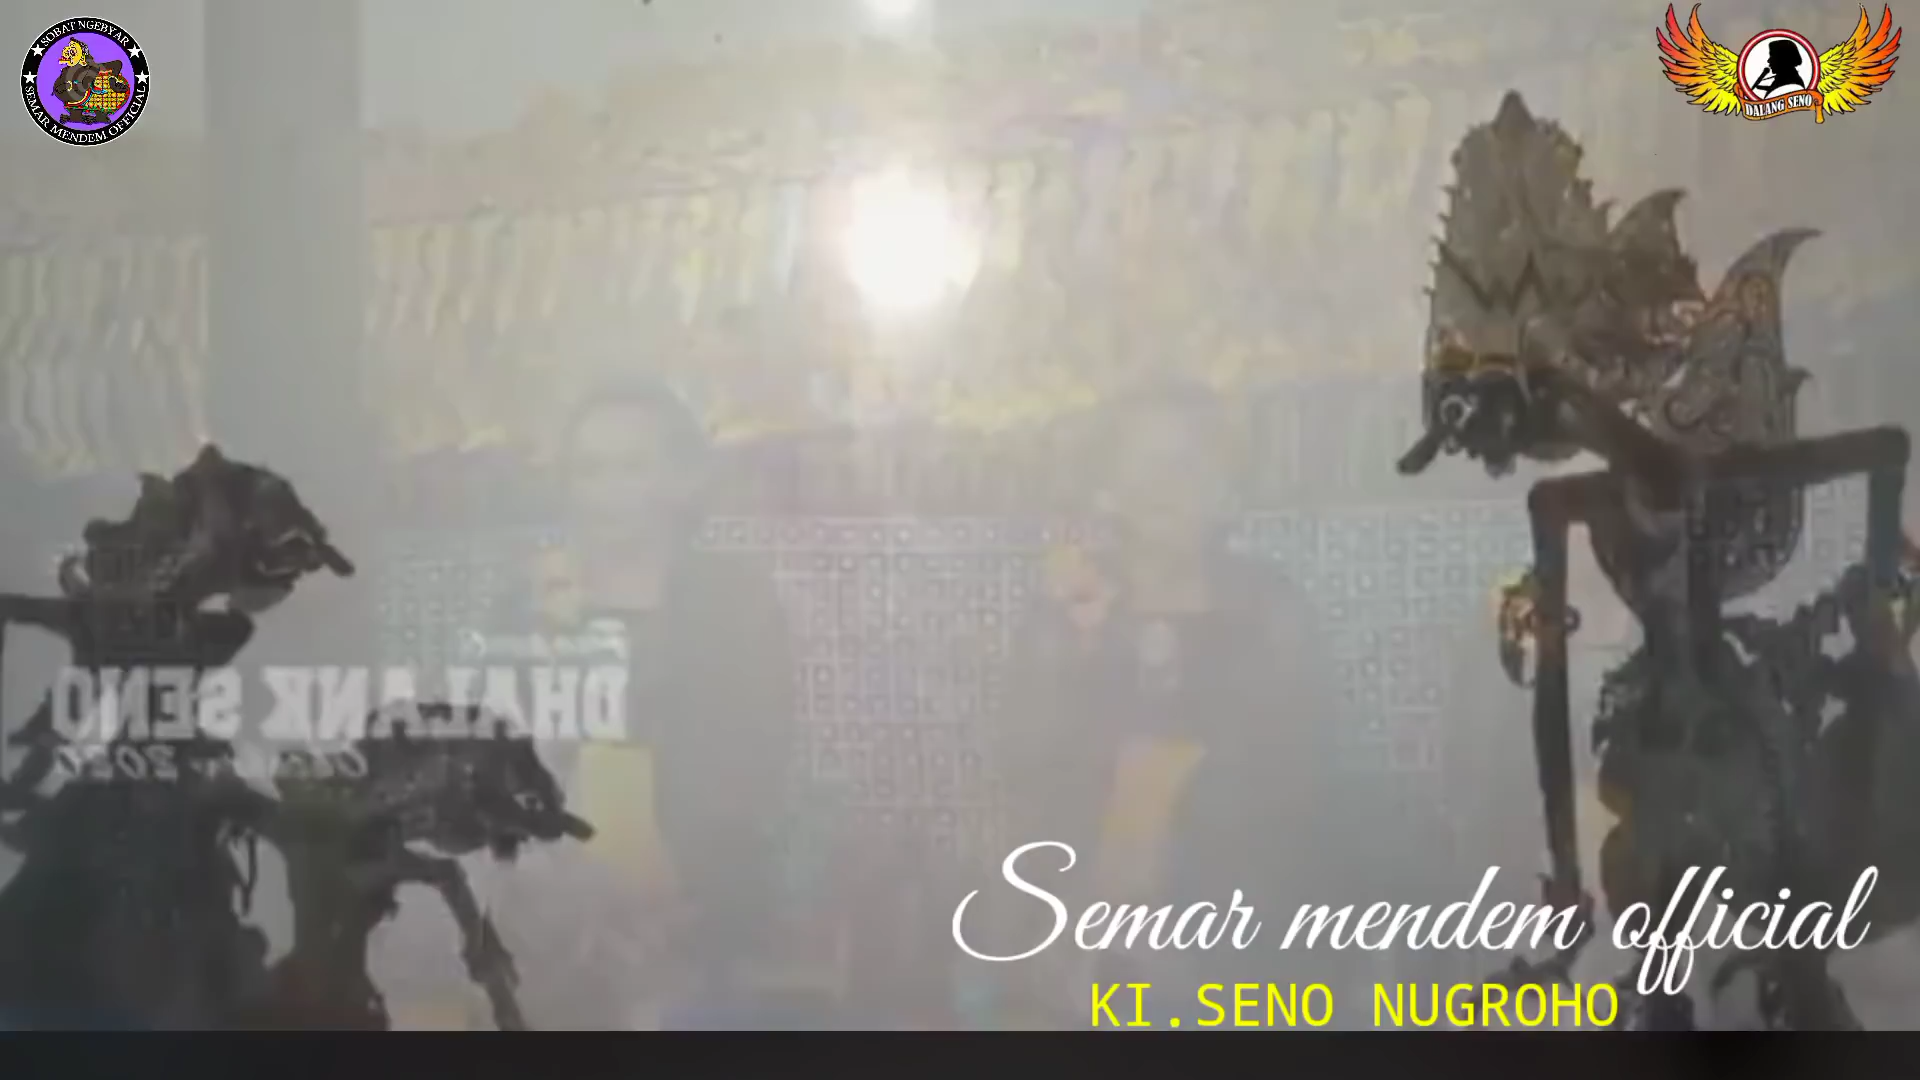 SOBAT NGEBYAR
SEMAR MENDEM OFFICIAL
DALANG SENO
DHALANK SENO
Semar mendem official
KI.SENO NUGROHO